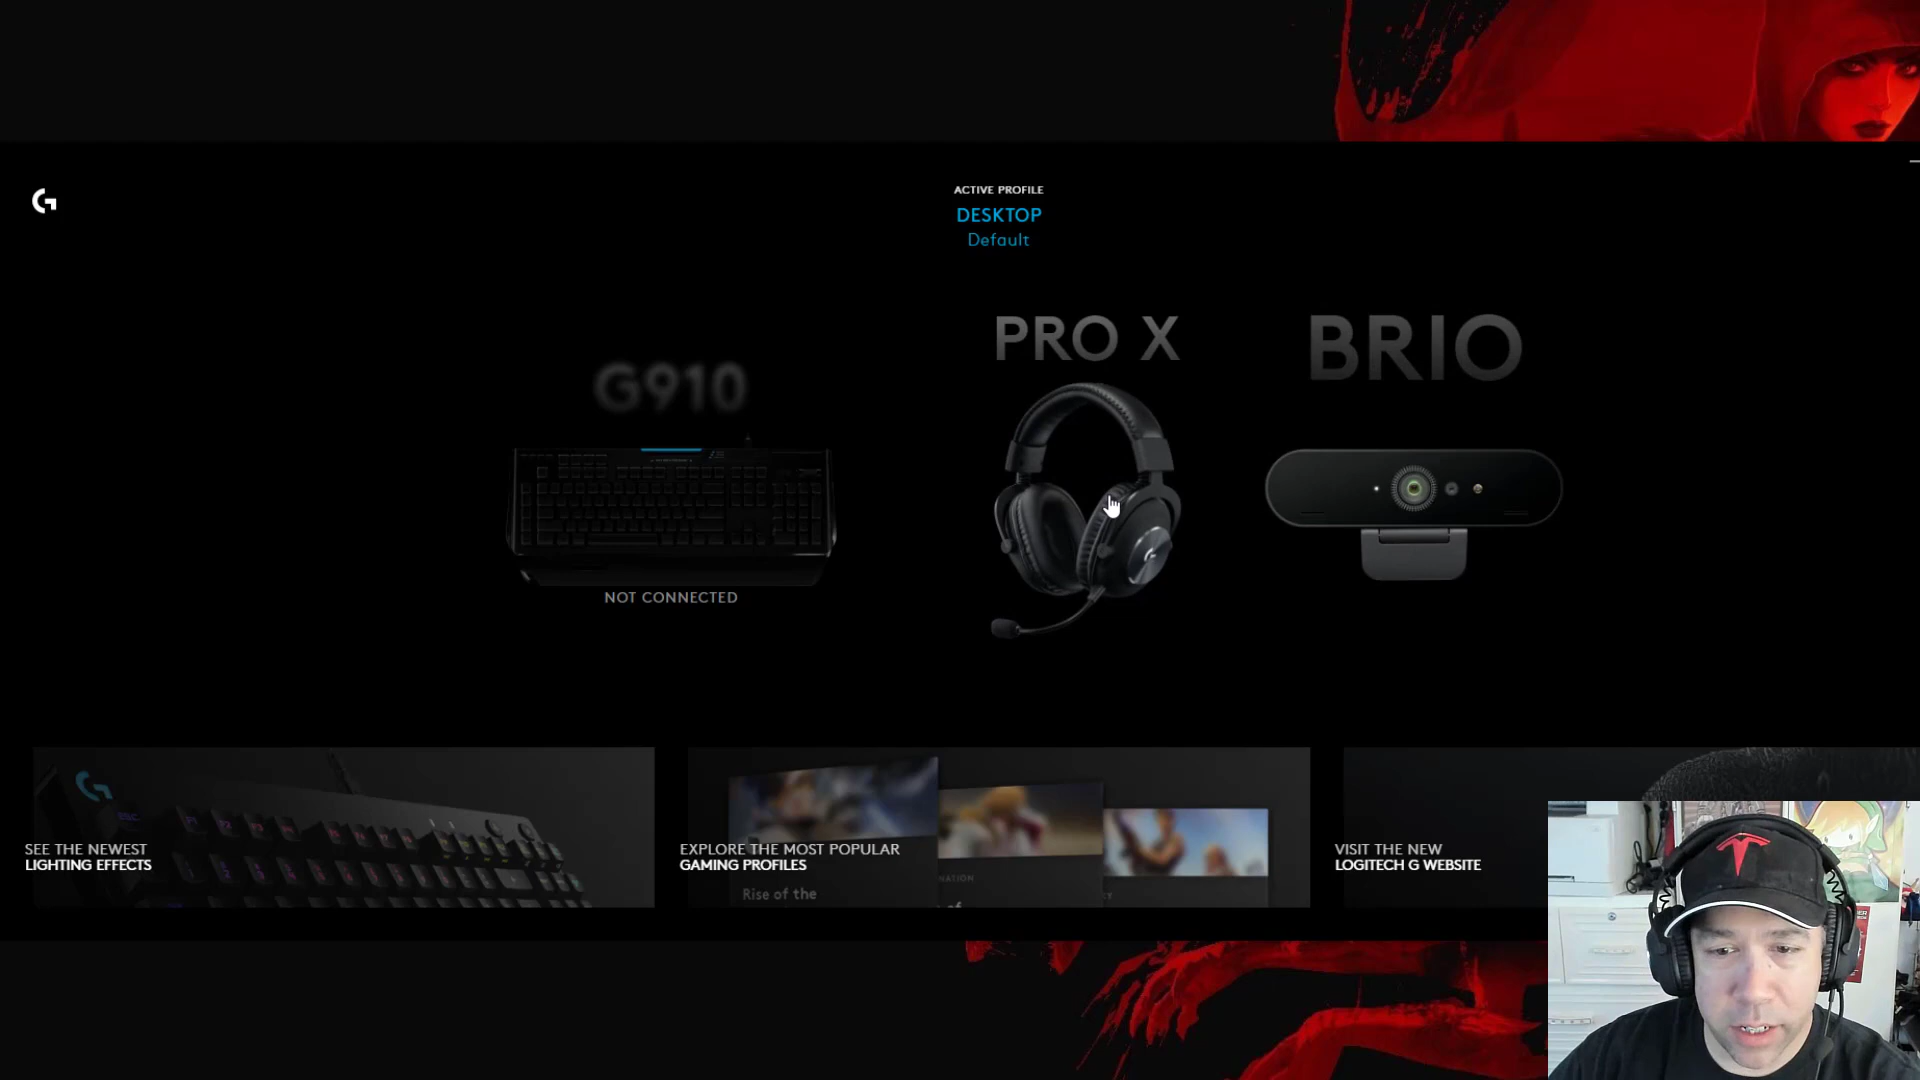 ACTIVE PROFILE
DESKTOP
Default
G910
PRO X
BRIO
NOT CONNECTED
SEE THE NEWEST
LIGHTING EFFECTS
EXPLORE THE MOST POPULAR
GAMING PROFILES
Rise of the
VISIT THE NEW
LOGITECH G WEBSITE